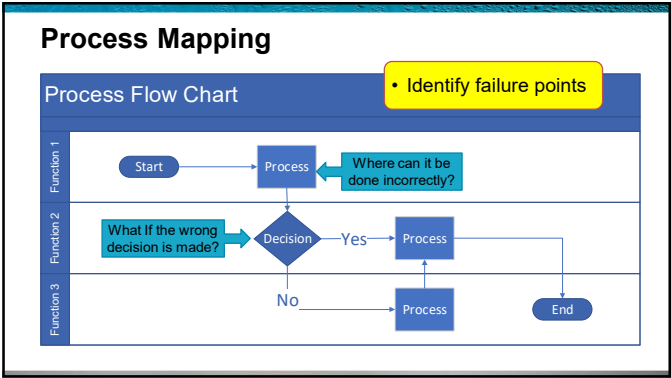 Process Mapping
Process Flow Chart
• Identify failure points
Function 1
Start
Process
Where can it be
done incorrectly?
Function 2
What If the wrong
decision is made?
Decision
Yes
Process
Function 3
No
Process
End